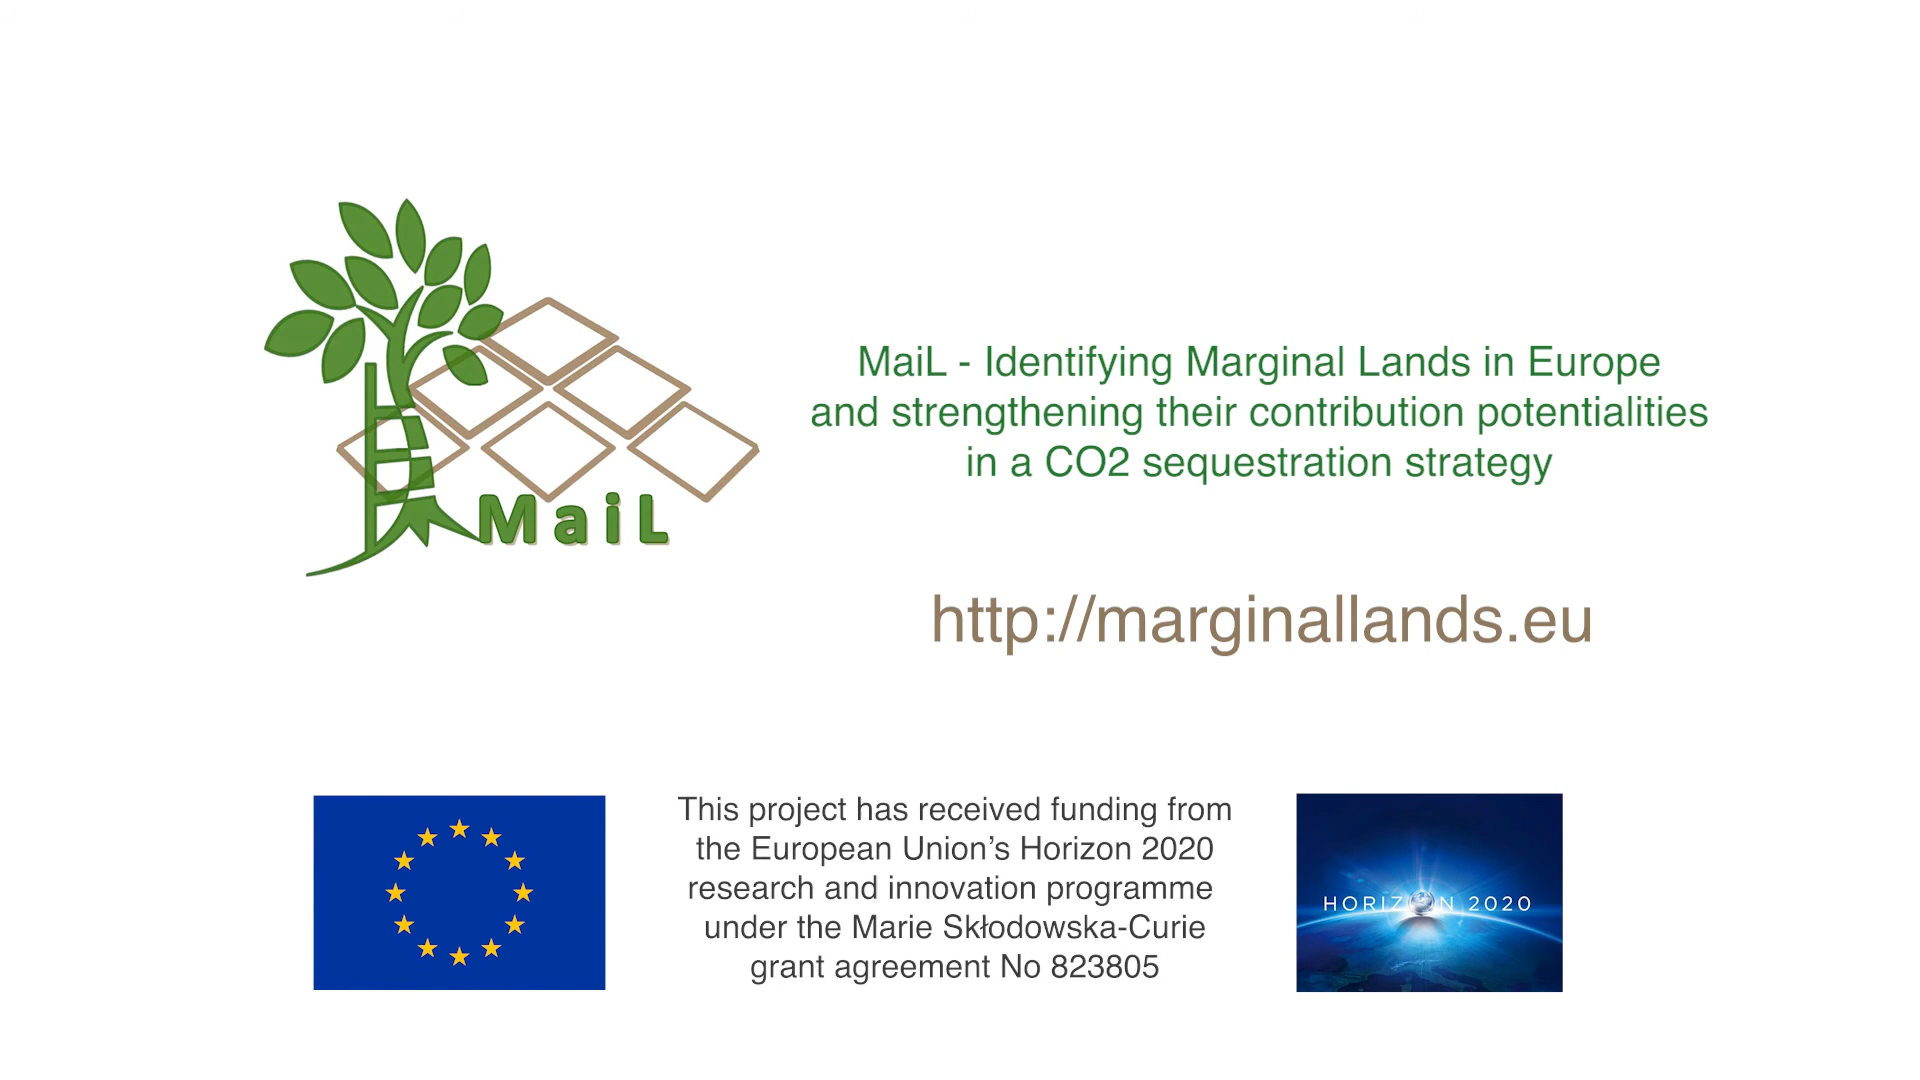 MaiL
MaiL - Identifying Marginal Lands in Europe
and strengthening their contribution potentialities
in a CO2 sequestration strategy
http://marginallands.eu
This project has received funding from
the European Union’s Horizon 2020
research and innovation programme
under the Marie Skłodowska-Curie
grant agreement No 823805
HORIZON 2020